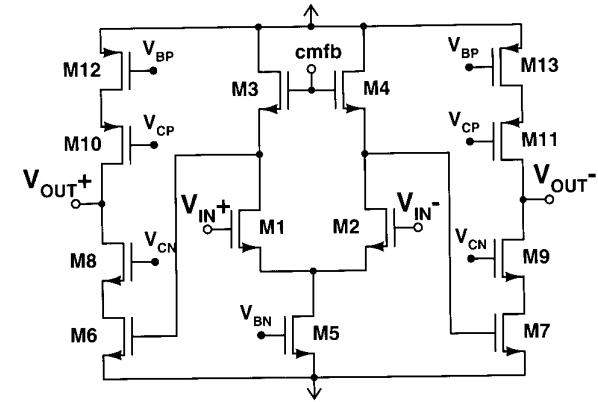 V_BP
M12
cmfb
V_BP
M13
M3
M4
V_CP
M10
V_CP
M11
V_OUT+
V_IN+
V_IN-
V_OUT-
M1
M2
V_CN
M8
V_CN
M9
V_BN
M5
M6
M7